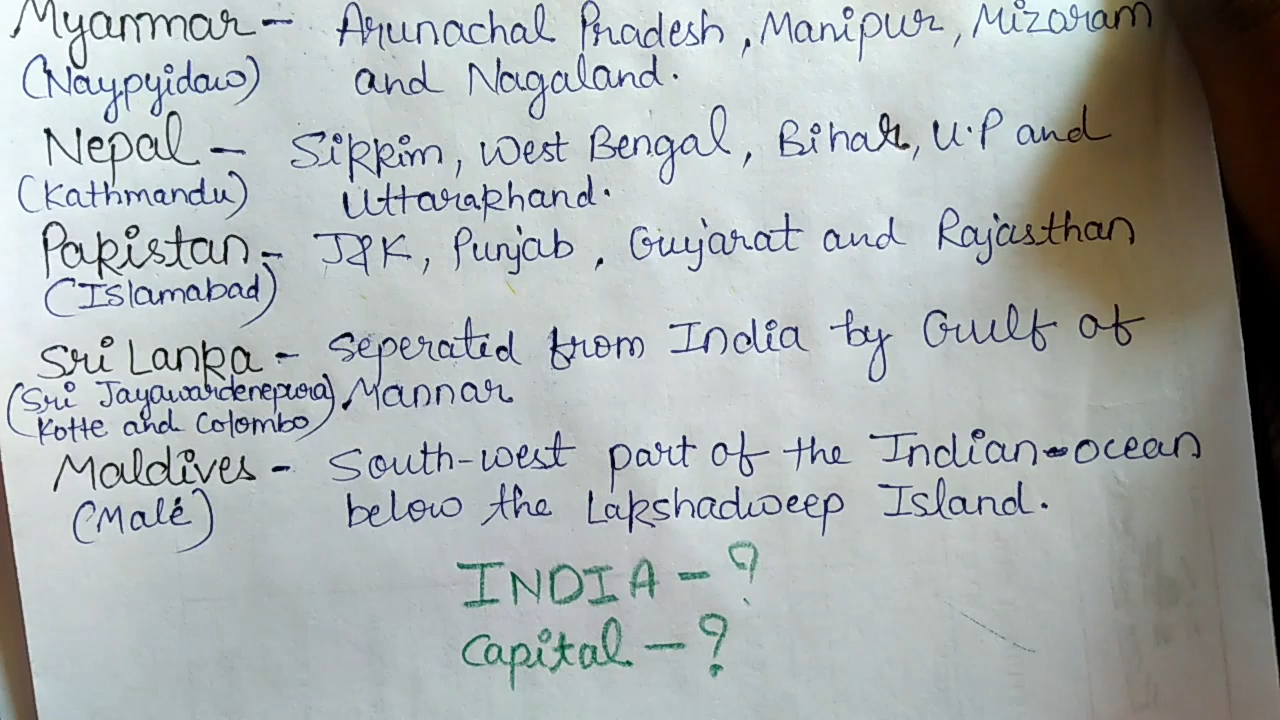 Myanmar - Arunachal Pradesh, Manipur, Mizoram
(Naypyidaw) and Nagaland.
Nepal - Sikkim, West Bengal, Bihar, U.P and
(Kathmandu) Uttarakhand.
Pakistan - J&K, Punjab, Gujarat and Rajasthan
(Islamabad)
Sri Lanka - Seperated from India by Gulf of
(Sri Jayawardenepura Mannar
Kotte and Colombo)
Maldives - South-west part of the Indian-ocean
(Malé) below the Lakshadweep Island.
INDIA - ?
Capital - ?